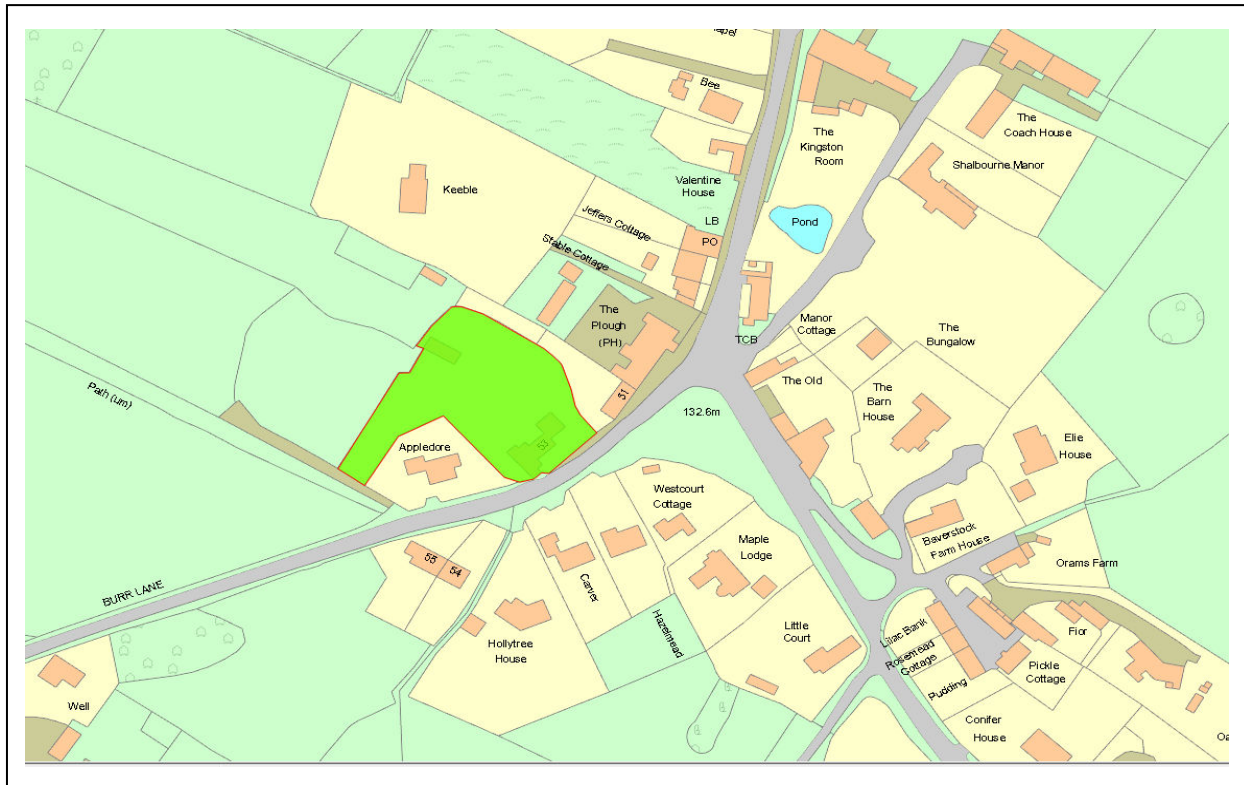 Bee
The
Kingston
Room
The
Coach House
Shalbourne Manor
Keeble
Valentine
House
Jeffers Cottage
LB
PO
Pond
Stable Cottage
The
Plough
(PH)
TCB
Manor
Cottage
The
Bungalow
The Old
The
Barn
House
Path (um)
51
132.6m
Elie
House
Appledore
53
Westcourt
Cottage
Maple
Lodge
Baverstock
Farm House
Orams Farm
55
54
BURR LANE
Carver
Hazelmead
Hollytree
House
Little
Court
Lilac Bank
Rosemead
Cottage
Pudding
Fior
Pickle
Cottage
Well
Conifer
House
Oa